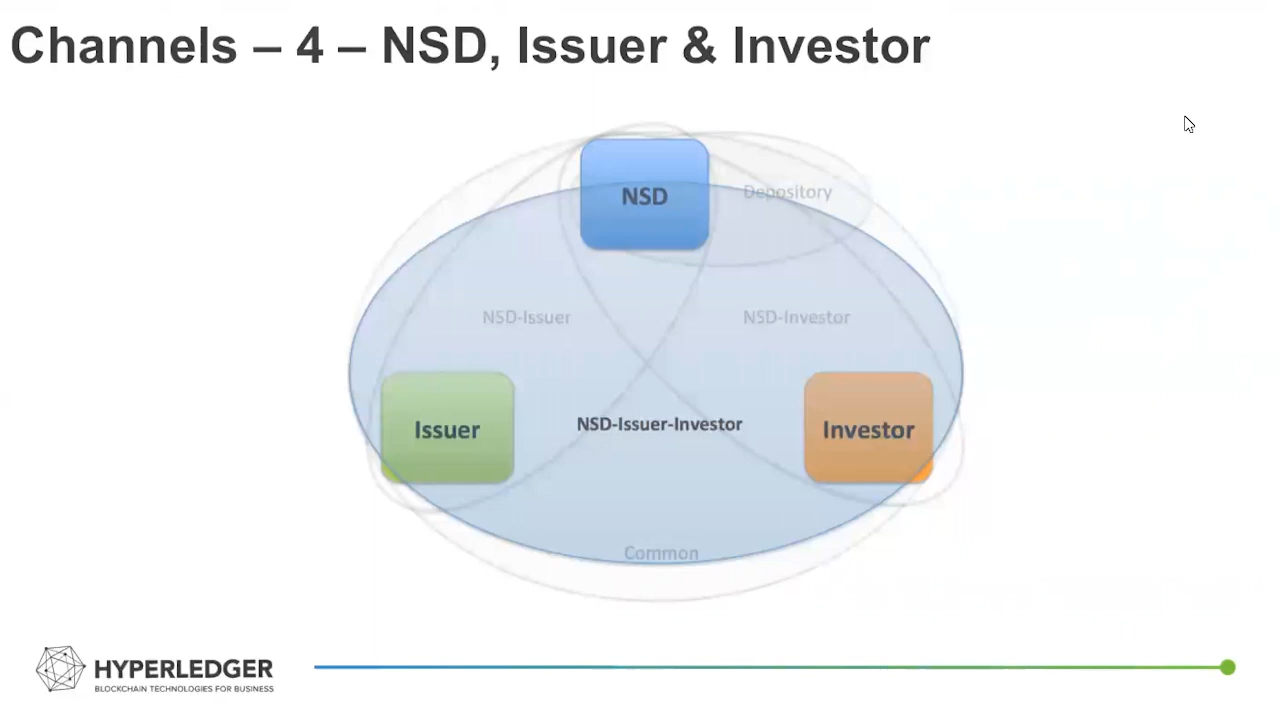 Channels – 4 – NSD, Issuer & Investor
NSD
Depository
NSD-Issuer
NSD-Investor
Issuer
NSD-Issuer-Investor
Investor
Common
HYPERLEDGER
BLOCKCHAIN TECHNOLOGIES FOR BUSINESS